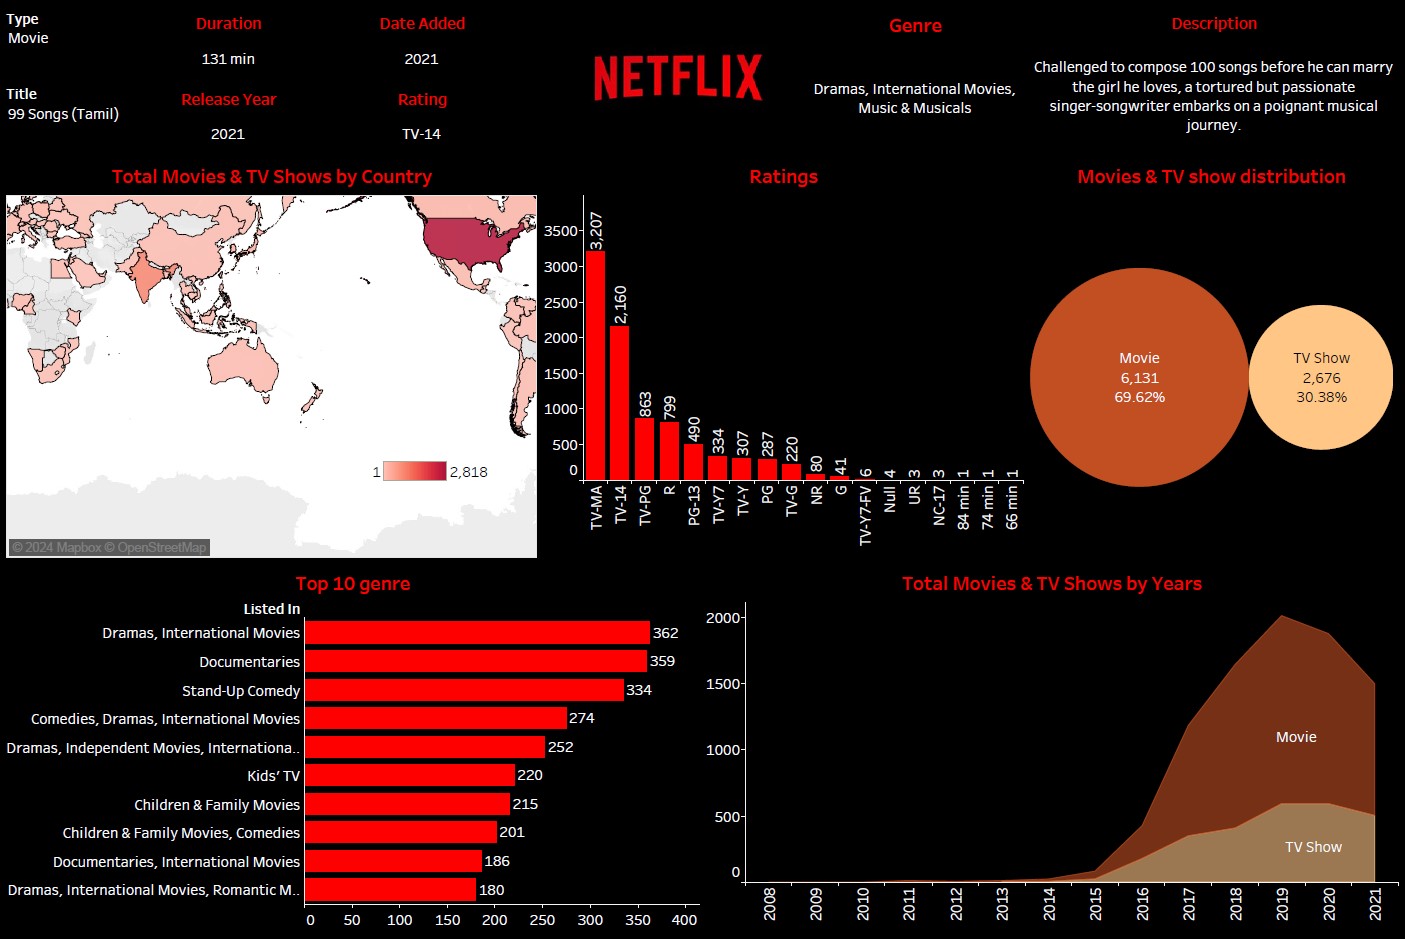 Type
Movie
Duration
131 min
Date Added
2021
Title
99 Songs (Tamil)
Release Year
2021
Rating
TV-14
NETFLIX
Genre
Dramas, International Movies,
Music & Musicals
Description
Challenged to compose 100 songs before he can marry
the girl he loves, a tortured but passionate
singer-songwriter embarks on a poignant musical
journey.
Total Movies & TV Shows by Country
1
2,818
© 2024 Mapbox © OpenStreetMap
Ratings
3500
3000
2500
2000
1500
1000
500
0
3,207
2,160
863
799
490
334
307
287
220
80
41
6
4
3
3
1
1
1
TV-MA
TV-14
TV-PG
R
PG-13
TV-Y7
TV-Y
PG
TV-G
NR
G
TV-Y7-FV
Null
UR
NC-17
84 min
74 min
66 min
Movies & TV show distribution
Movie
6,131
69.62%
TV Show
2,676
30.38%
Top 10 genre
Listed In
Dramas, International Movies 362
Documentaries 359
Stand-Up Comedy 334
Comedies, Dramas, International Movies 274
Dramas, Independent Movies, Internationa.. 252
Kids’ TV 220
Children & Family Movies 215
Children & Family Movies, Comedies 201
Documentaries, International Movies 186
Dramas, International Movies, Romantic M.. 180
0 50 100 150 200 250 300 350 400
Total Movies & TV Shows by Years
2000
1500
1000
500
0
Movie
TV Show
2008 2009 2010 2011 2012 2013 2014 2015 2016 2017 2018 2019 2020 2021